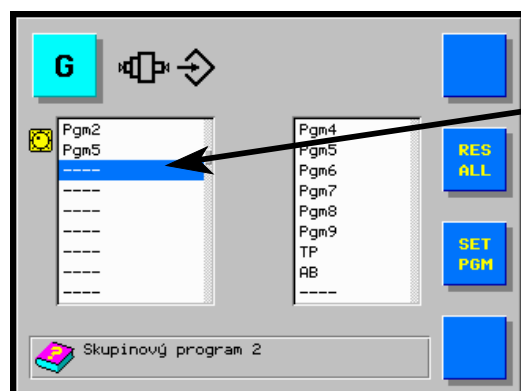 G
Pgm2
Pgm5
----
----
----
----
----
----
----
Pgm4
Pgm5
Pgm6
Pgm7
Pgm8
Pgm9
TP
AB
----
RES
ALL
SET
PGM
?
Skupinový program 2